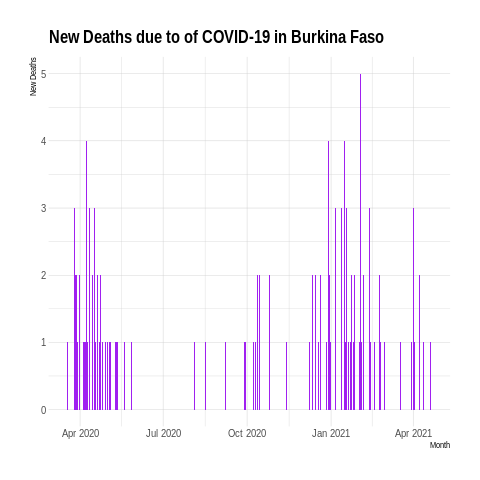 New Deaths due to of COVID-19 in Burkina Faso
New Deaths
5
4
3
2
1
0
Apr 2020 Jul 2020 Oct 2020 Jan 2021 Apr 2021
Month